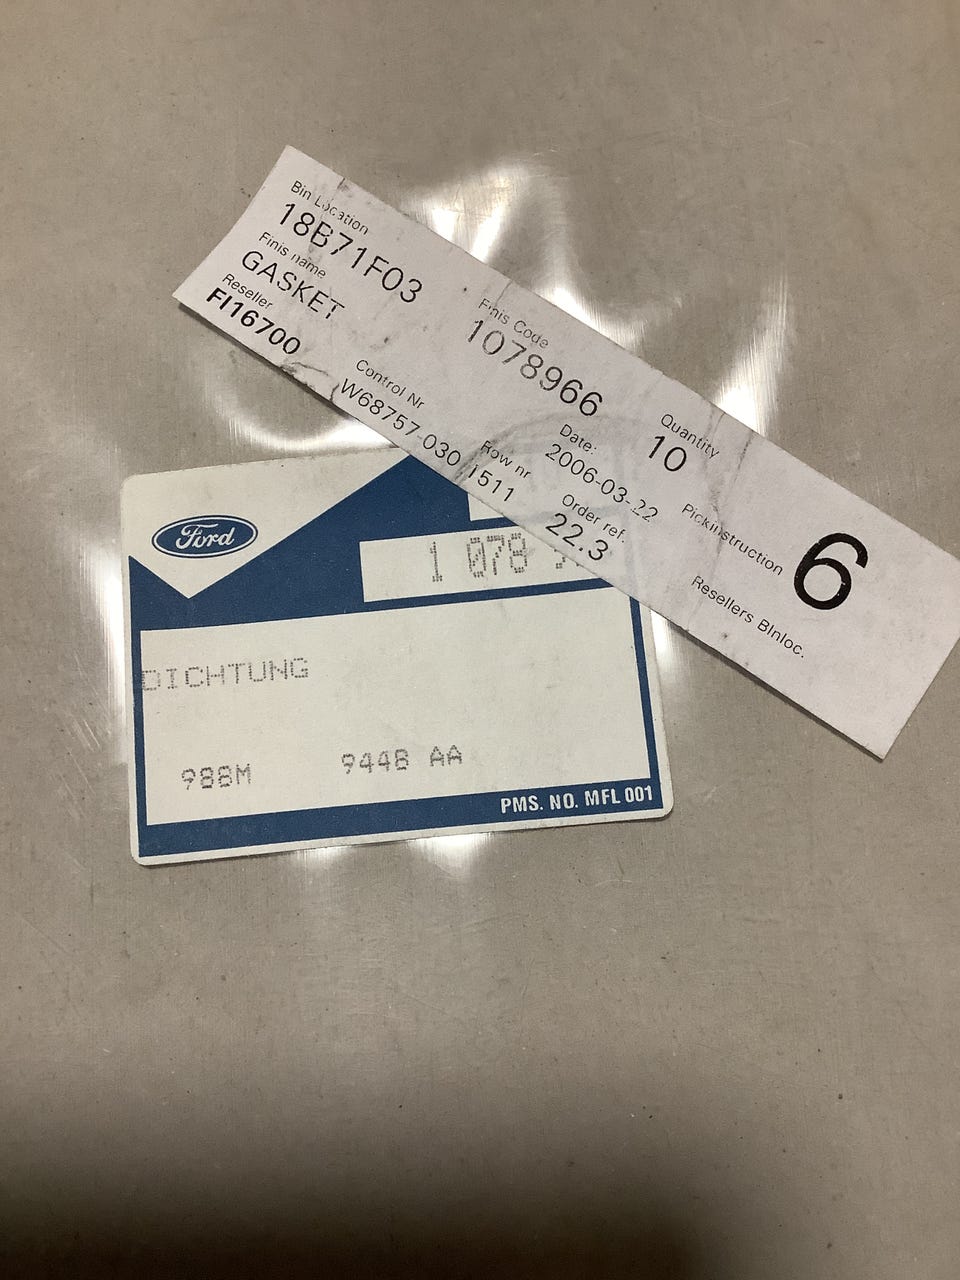 Bin Location
18B71F03
Finis name
GASKET
Reseller
FI16700
Finis Code
1078966
Control Nr
W68757-030
Row nr
1511
Date:
2006-03-22
Quantity
10
Order ref.
22.3
Pickinstruction
6
Resellers BInloc.
Ford
1 078
DICHTUNG
988M 9448 AA
PMS. NO. MFL 001